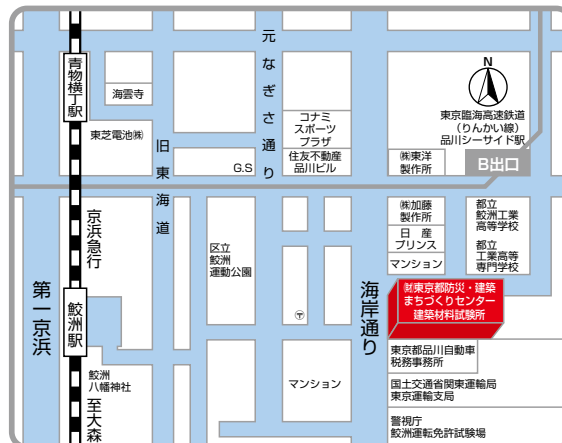 青物横丁駅
海雲寺
東芝電池㈱
旧東海道
元なぎさ通り
G.S
コナミ
スポーツ
プラザ
住友不動産
品川ビル
N
東京臨海高速鉄道
(りんかい線)
品川シーサイド駅
B出口
㈱東洋
製作所
㈱加藤
製作所
日 産
プリンス
マンション
都立
鮫洲工業
高等学校
都立
工業高等
専門学校
京浜急行
第一京浜
鮫洲駅
区立
鮫洲
運動公園
〒
海岸通り
㈶東京都防災・建築
まちづくりセンター
建築材料試験所
東京都品川自動車
税務事務所
国土交通省関東運輸局
東京運輸支局
警視庁
鮫洲運転免許試験場
マンション
鮫洲
八幡神社
至大森